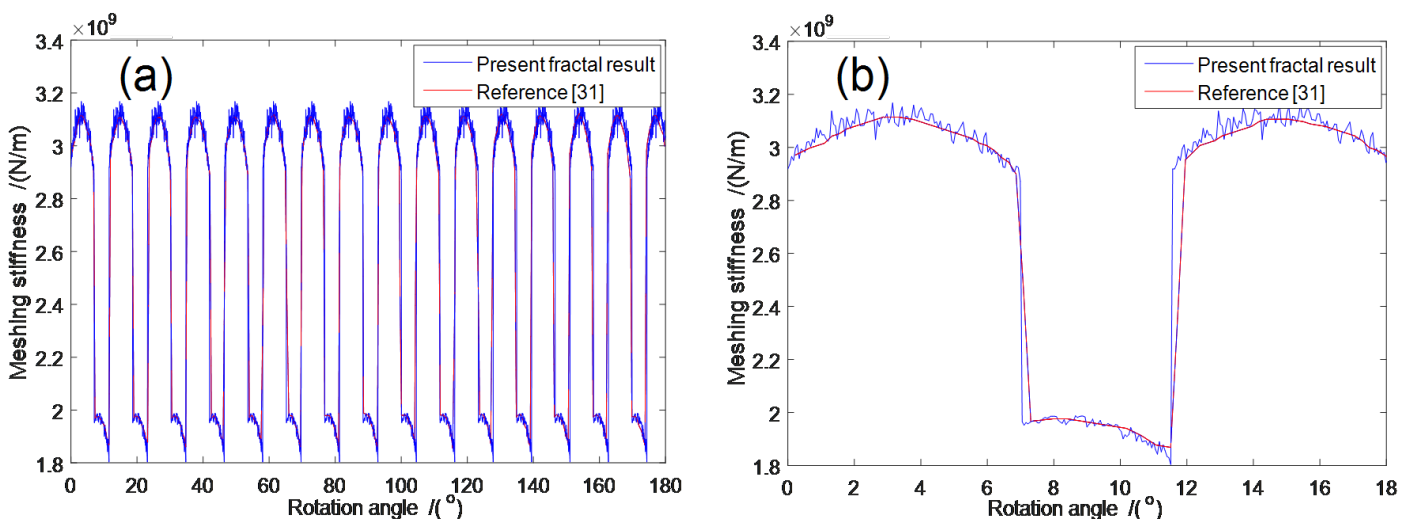 ×10⁹
3.4
3.2
3
2.8
2.6
2.4
2.2
2
1.8
Meshing stiffness /(N/m)
(a)
Present fractal result
Reference [31]
0 20 40 60 80 100 120 140 160 180
Rotation angle /(°)
×10⁹
3.4
3.2
3
2.8
2.6
2.4
2.2
2
1.8
Meshing stiffness /(N/m)
(b)
Present fractal result
Reference [31]
0 2 4 6 8 10 12 14 16 18
Rotation angle /(°)